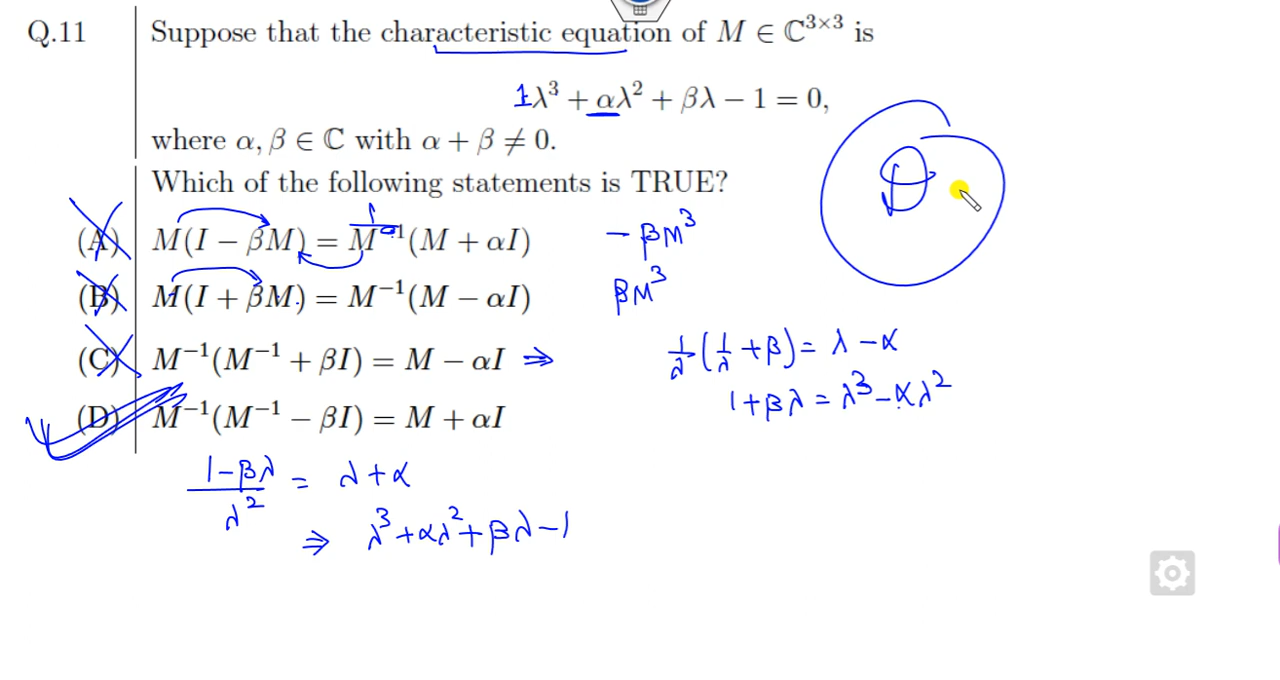 Q.11 Suppose that the characteristic equation of M ∈ ℂ³ˣ³ is
1λ³ + αλ² + βλ − 1 = 0,
where α, β ∈ ℂ with α + β ≠ 0.
Which of the following statements is TRUE?
(A) M(I − βM) = M⁻¹(M + αI) − βM³
(B) M(I + βM) = M⁻¹(M − αI) βM³
(C) M⁻¹(M⁻¹ + βI) = M − αI ⇒ 1/λ(1/λ + β) = λ − α
1 + βλ = λ³ − αλ²
(D) M⁻¹(M⁻¹ − βI) = M + αI
(1 − βλ)/λ² = λ + α
⇒ λ³ + αλ² + βλ − 1